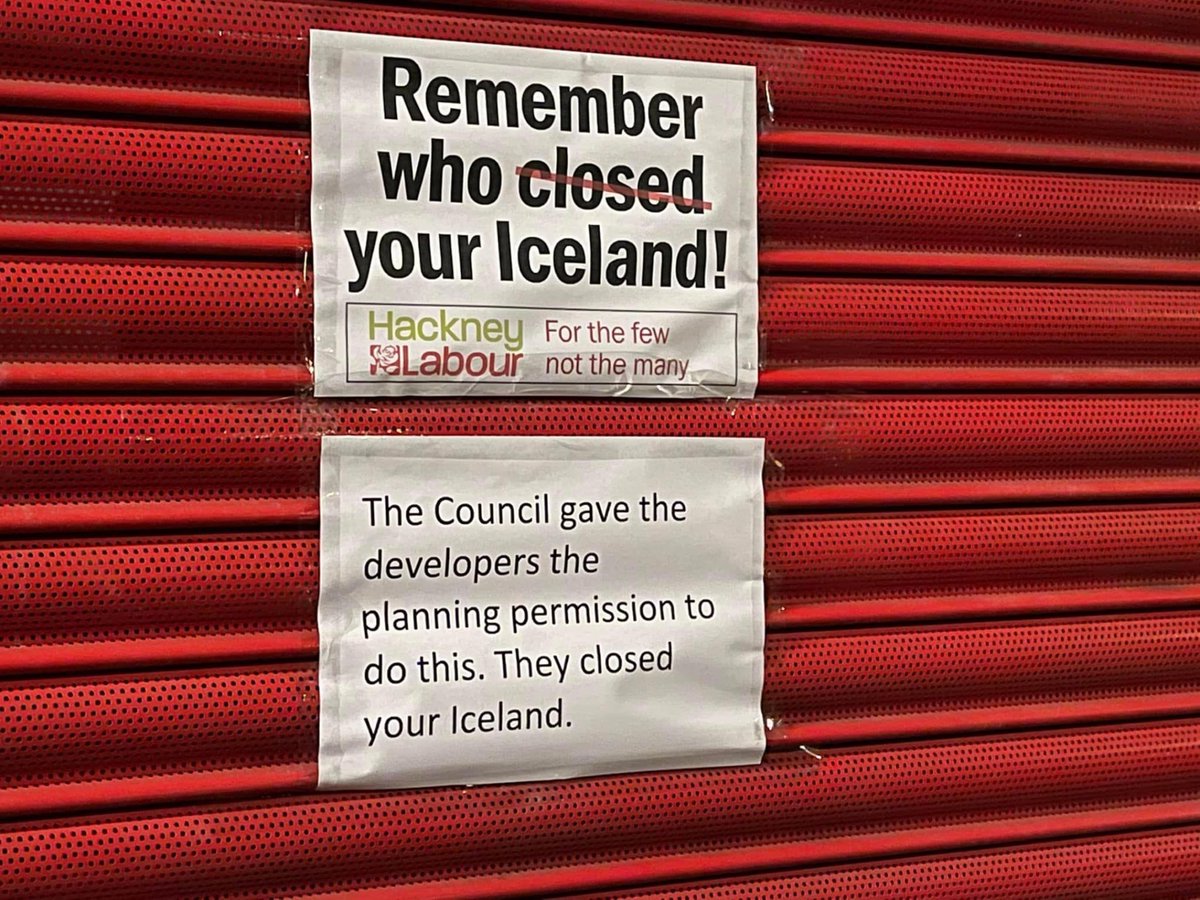 Remember
who closed
your Iceland!
Hackney
Labour
For the few
not the many
The Council gave the
developers the
planning permission to
do this. They closed
your Iceland.